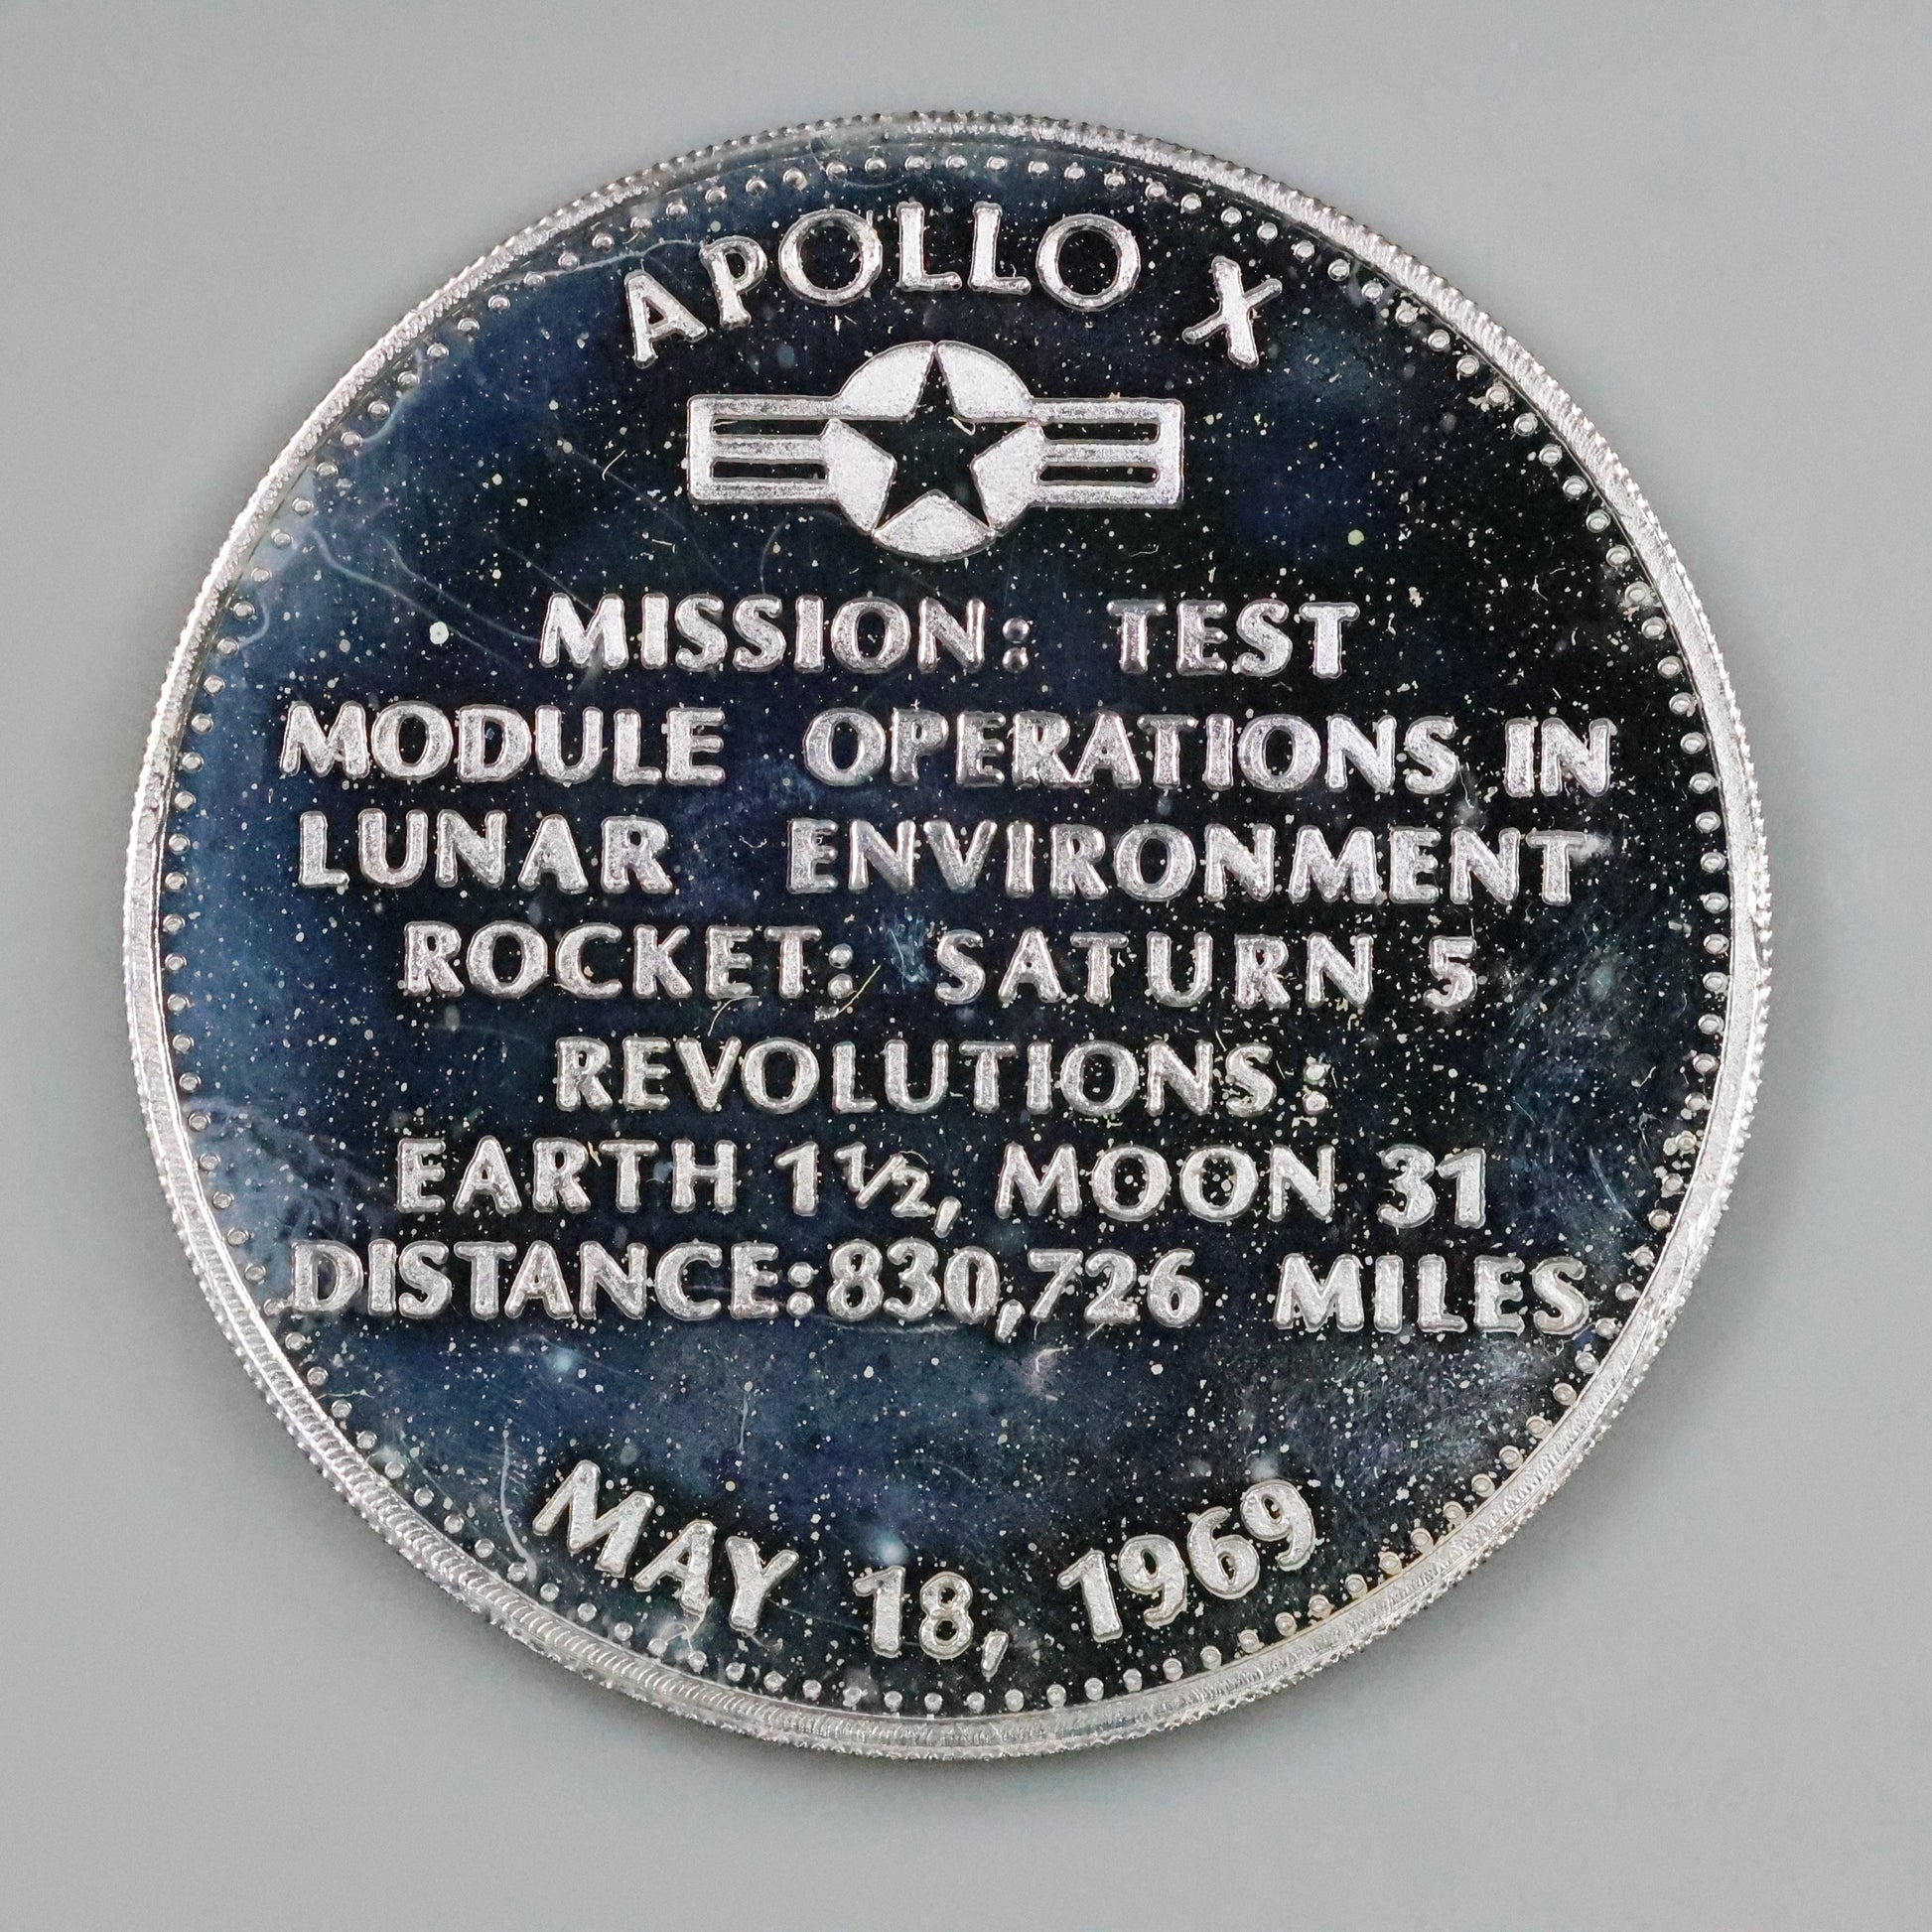 APOLLO X
MISSION: TEST
MODULE OPERATIONS IN
LUNAR ENVIRONMENT
ROCKET: SATURN 5
REVOLUTIONS:
EARTH 1½, MOON 31
DISTANCE:830,726 MILES
MAY 18, 1969